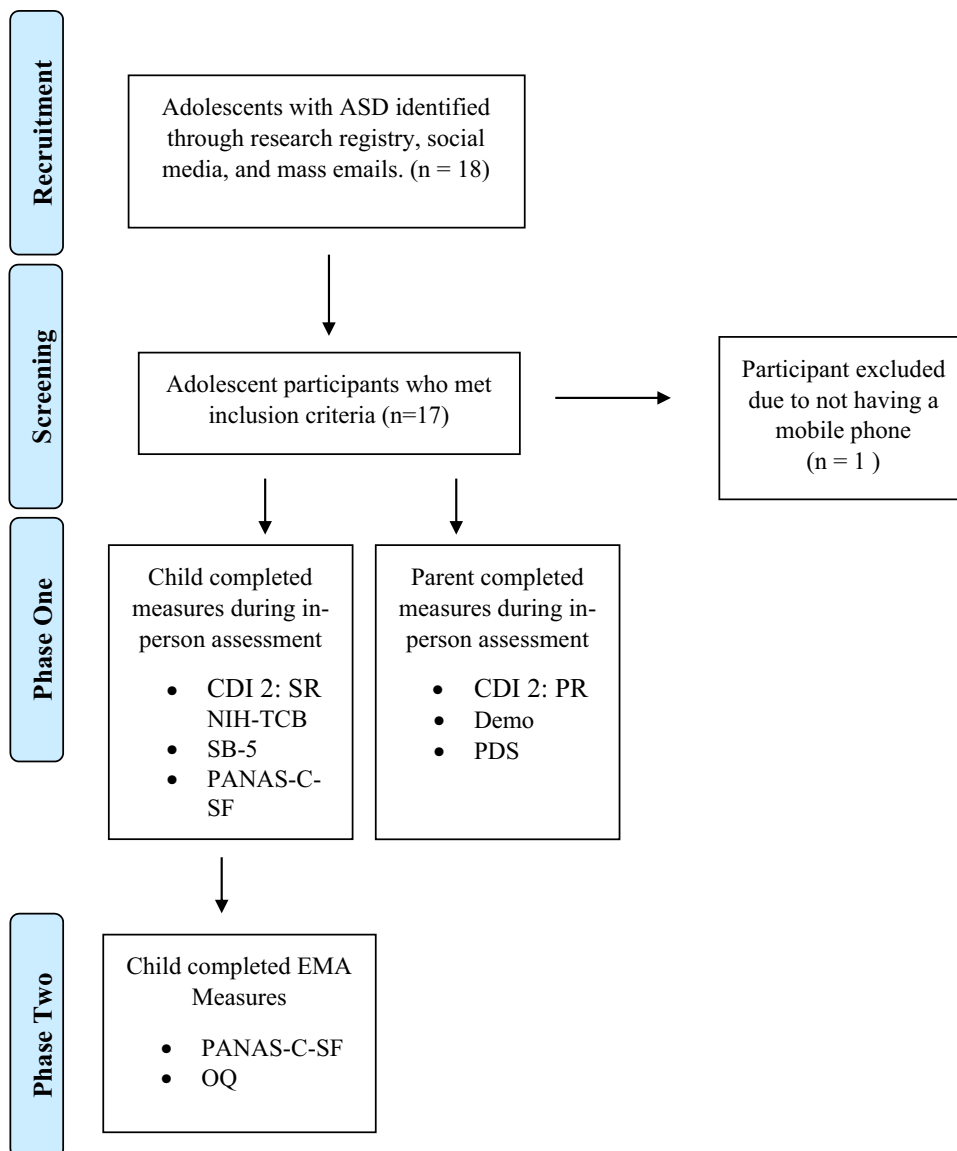 Recruitment
Adolescents with ASD identified
through research registry, social
media, and mass emails. (n = 18)
Screening
Adolescent participants who met
inclusion criteria (n=17)
Participant excluded
due to not having a
mobile phone
(n = 1 )
Phase One
Child completed
measures during in-
person assessment
• CDI 2: SR
NIH-TCB
• SB-5
• PANAS-C-
SF
Parent completed
measures during in-
person assessment
• CDI 2: PR
• Demo
• PDS
Phase Two
Child completed EMA
Measures
• PANAS-C-SF
• OQ